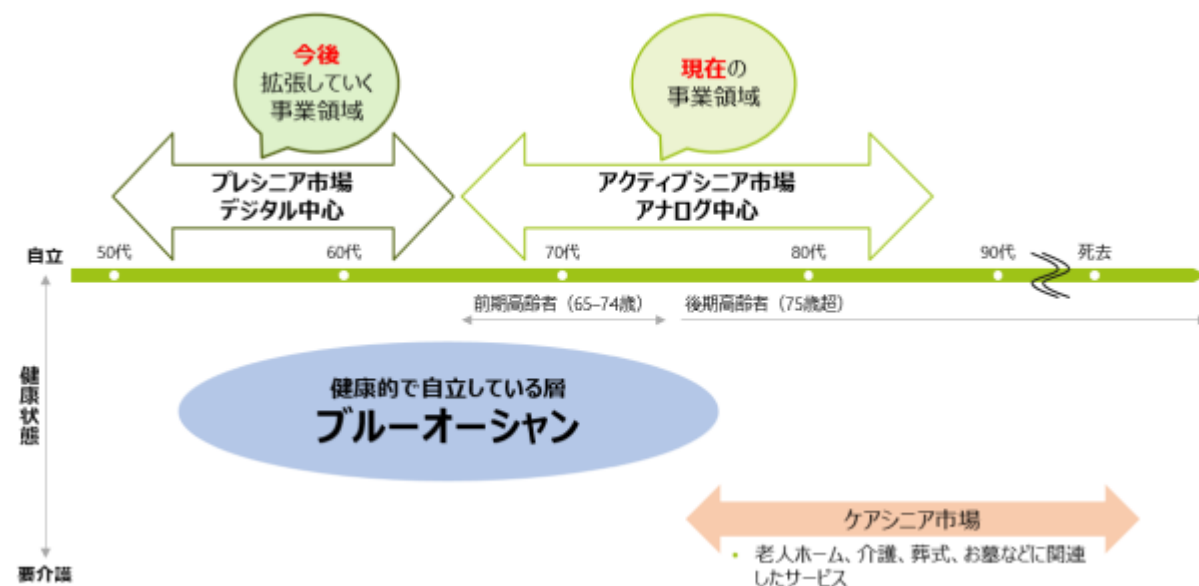 今後
拡張していく
事業領域
現在の
事業領域
プレシニア市場
デジタル中心
アクティブシニア市場
アナログ中心
自立
50代
60代
70代
80代
90代
死去
前期高齢者（65–74歳）
後期高齢者（75歳超）
健康状態
健康的で自立している層
ブルーオーシャン
ケアシニア市場
• 老人ホーム、介護、葬式、お墓などに関連
したサービス
要介護